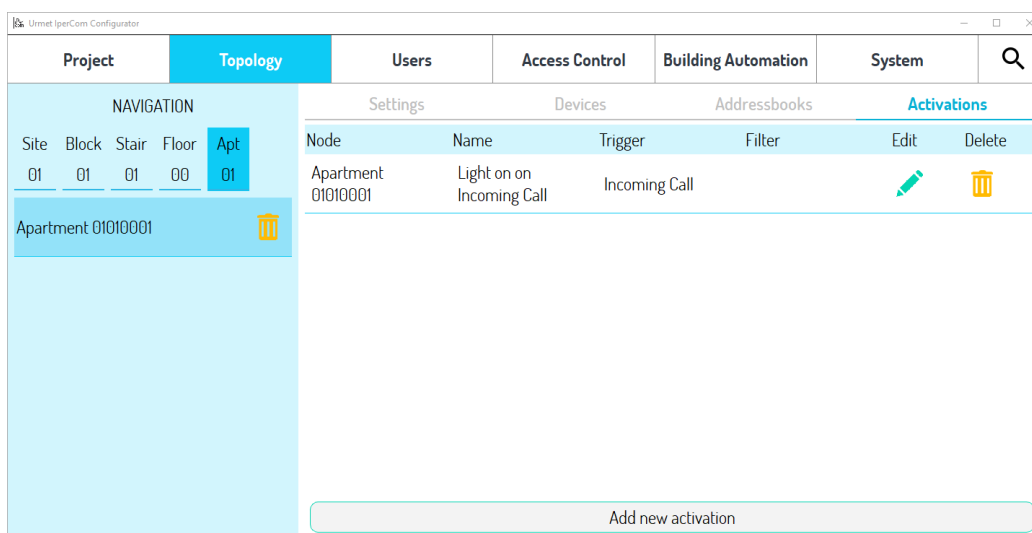 Urmet IperCom Configurator
Project Topology Users Access Control Building Automation System
NAVIGATION
Settings Devices Addressbooks Activations
Site Block Stair Floor Apt
01 01 01 00 01
Apartment 01010001
Node Name Trigger Filter Edit Delete
Apartment
01010001
Light on on
Incoming Call
Incoming Call
Add new activation